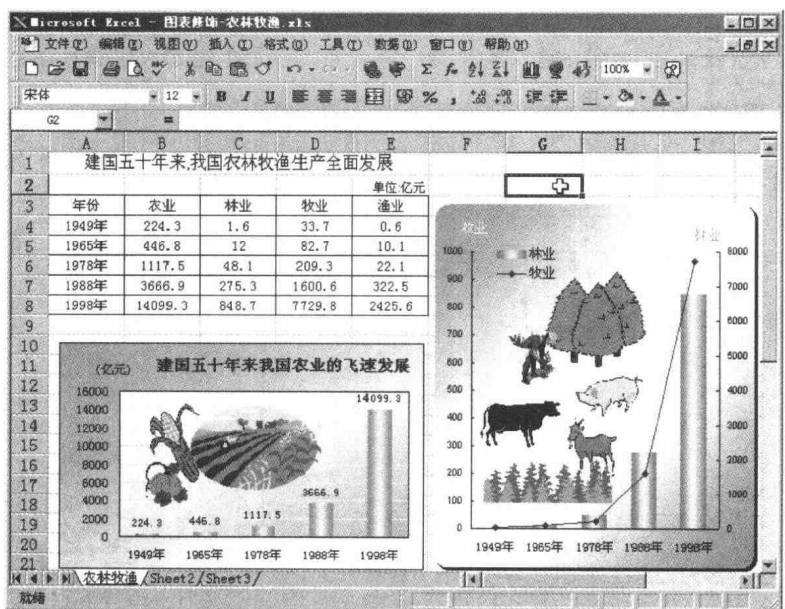 Microsoft Excel - 图表修饰-农林牧渔.xls
文件(F) 编辑(E) 视图(V) 插入(I) 格式(O) 工具(T) 数据(D) 窗口(W) 帮助(H)
Σ f* 100%
宋体 12 B I U % ,
G2 =
A B C D E F G H I
1 建国五十年来,我国农林牧渔生产全面发展
2 单位:亿元
3 年份 农业 林业 牧业 渔业
4 1949年 224.3 1.6 33.7 0.6
5 1965年 446.8 12 82.7 10.1
6 1978年 1117.5 48.1 209.3 22.1
7 1988年 3666.9 275.3 1600.6 322.5
8 1998年 14099.3 848.7 7729.8 2425.6
9
10
11
12
13
14
15
16
17
18
19
20
21
(亿元) 建国五十年来我国农业的飞速发展
16000
14000
12000
10000
8000
6000
4000
2000
0
224.3 446.8 1117.5 3666.9 14099.3
1949年 1965年 1978年 1988年 1998年
牧业 林业
林业
牧业
1000
900
800
700
600
500
400
300
200
100
0
8000
7000
6000
5000
4000
3000
2000
1000
0
1949年 1965年 1978年 1988年 1998年
农林牧渔 Sheet2 Sheet3
就绪